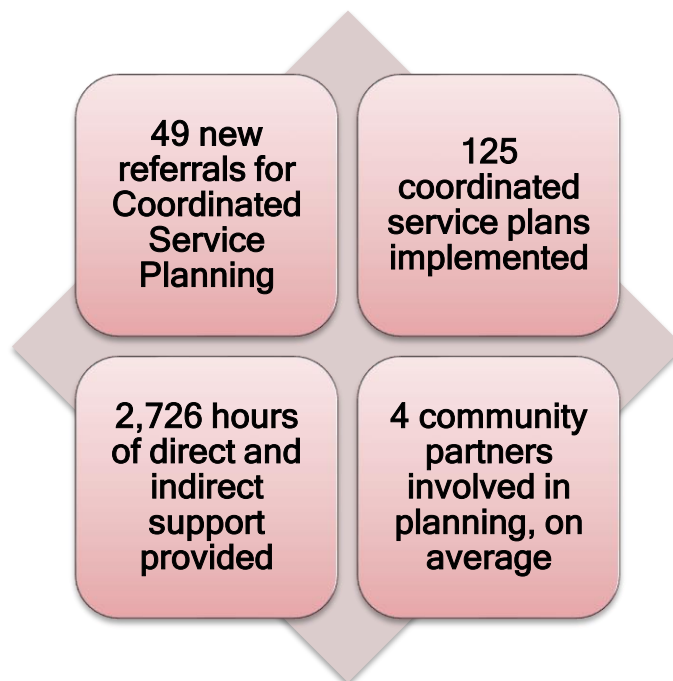 49 new
referrals for
Coordinated
Service
Planning
125
coordinated
service plans
implemented
2,726 hours
of direct and
indirect
support
provided
4 community
partners
involved in
planning, on
average